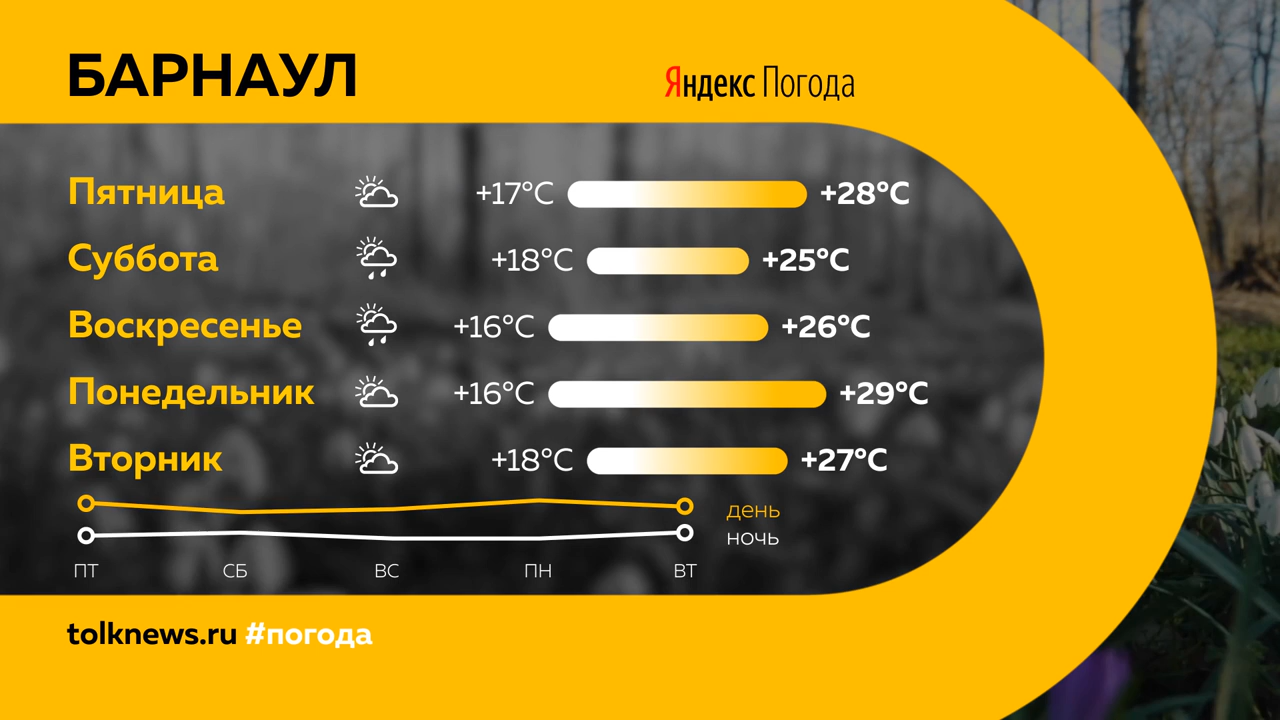 БАРНАУЛ
Яндекс Погода
Пятница +17°C +28°C
Суббота +18°C +25°C
Воскресенье +16°C +26°C
Понедельник +16°C +29°C
Вторник +18°C +27°C
день
ночь
ПТ СБ ВС ПН ВТ
tolknews.ru #погода